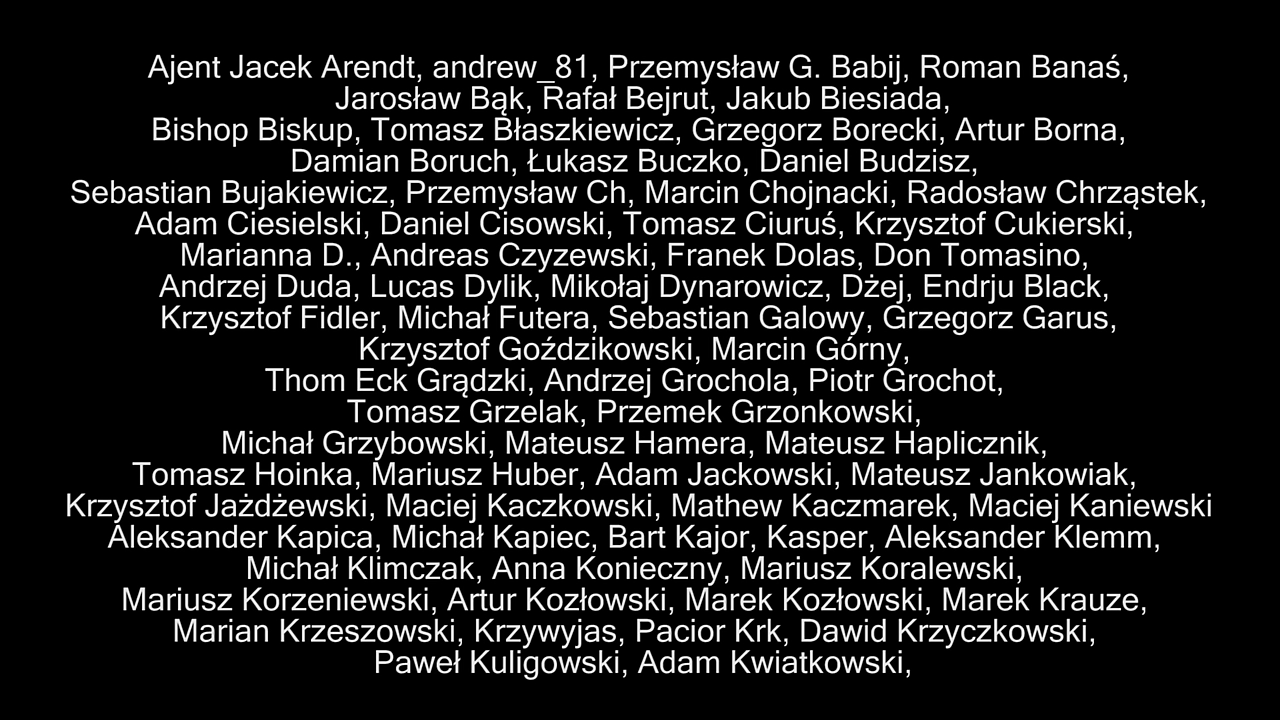 Ajent Jacek Arendt, andrew_81, Przemysław G. Babij, Roman Banaś,
Jarosław Bąk, Rafał Bejrut, Jakub Biesiada,
Bishop Biskup, Tomasz Błaszkiewicz, Grzegorz Borecki, Artur Borna,
Damian Boruch, Łukasz Buczko, Daniel Budzisz,
Sebastian Bujakiewicz, Przemysław Ch, Marcin Chojnacki, Radosław Chrząstek,
Adam Ciesielski, Daniel Cisowski, Tomasz Ciuruś, Krzysztof Cukierski,
Marianna D., Andreas Czyzewski, Franek Dolas, Don Tomasino,
Andrzej Duda, Lucas Dylik, Mikołaj Dynarowicz, Dżej, Endrju Black,
Krzysztof Fidler, Michał Futera, Sebastian Galowy, Grzegorz Garus,
Krzysztof Goździkowski, Marcin Górny,
Thom Eck Grądzki, Andrzej Grochola, Piotr Grochot,
Tomasz Grzelak, Przemek Grzonkowski,
Michał Grzybowski, Mateusz Hamera, Mateusz Haplicznik,
Tomasz Hoinka, Mariusz Huber, Adam Jackowski, Mateusz Jankowiak,
Krzysztof Jażdżewski, Maciej Kaczkowski, Mathew Kaczmarek, Maciej Kaniewski
Aleksander Kapica, Michał Kapiec, Bart Kajor, Kasper, Aleksander Klemm,
Michał Klimczak, Anna Konieczny, Mariusz Koralewski,
Mariusz Korzeniewski, Artur Kozłowski, Marek Kozłowski, Marek Krauze,
Marian Krzeszowski, Krzywyjas, Pacior Krk, Dawid Krzyczkowski,
Paweł Kuligowski, Adam Kwiatkowski,